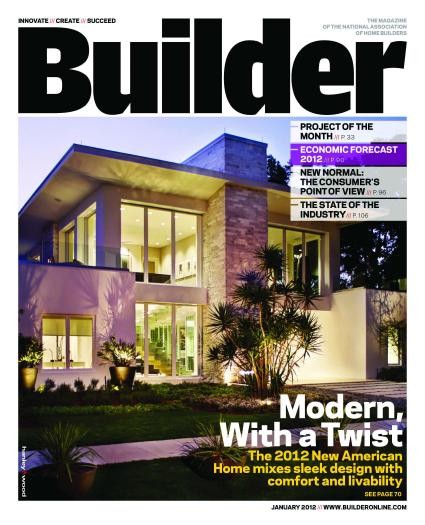 INNOVATE /// CREATE /// SUCCEED
THE MAGAZINE
OF THE NATIONAL ASSOCIATION
OF HOME BUILDERS
Builder
PROJECT OF THE
MONTH /// P. 33
ECONOMIC FORECAST
2012 /// P. 90
NEW NORMAL:
THE CONSUMER'S
POINT OF VIEW /// P. 96
THE STATE OF THE
INDUSTRY /// P. 106
Modern,
With a Twist
The 2012 New American
Home mixes sleek design with
comfort and livability
SEE PAGE 70
hanley wood
JANUARY 2012 /// WWW.BUILDERONLINE.COM